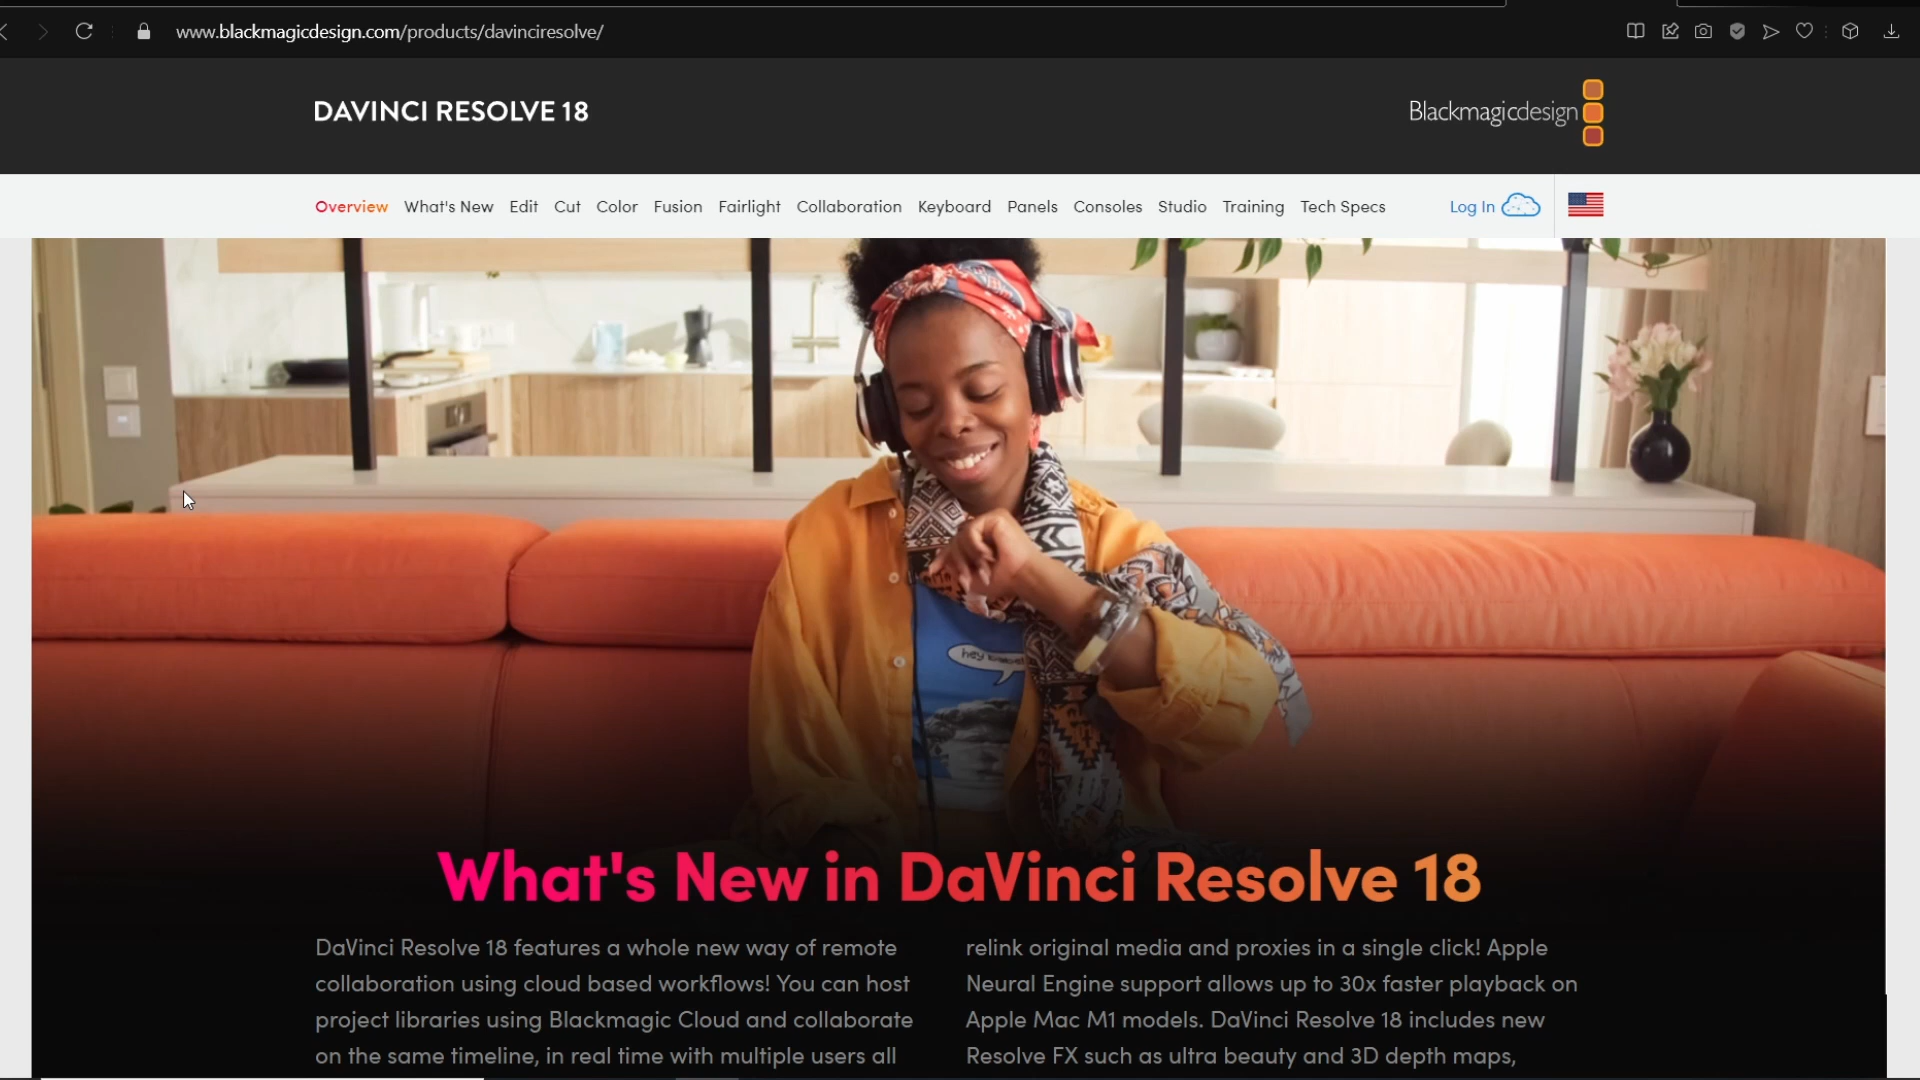 www.blackmagicdesign.com/products/davinciresolve/
DAVINCI RESOLVE 18
Blackmagicdesign
Overview What's New Edit Cut Color Fusion Fairlight Collaboration Keyboard Panels Consoles Studio Training Tech Specs Log In
hey
What's New in DaVinci Resolve 18
DaVinci Resolve 18 features a whole new way of remote
collaboration using cloud based workflows! You can host
project libraries using Blackmagic Cloud and collaborate
on the same timeline, in real time with multiple users all
relink original media and proxies in a single click! Apple
Neural Engine support allows up to 30x faster playback on
Apple Mac M1 models. DaVinci Resolve 18 includes new
Resolve FX such as ultra beauty and 3D depth maps,